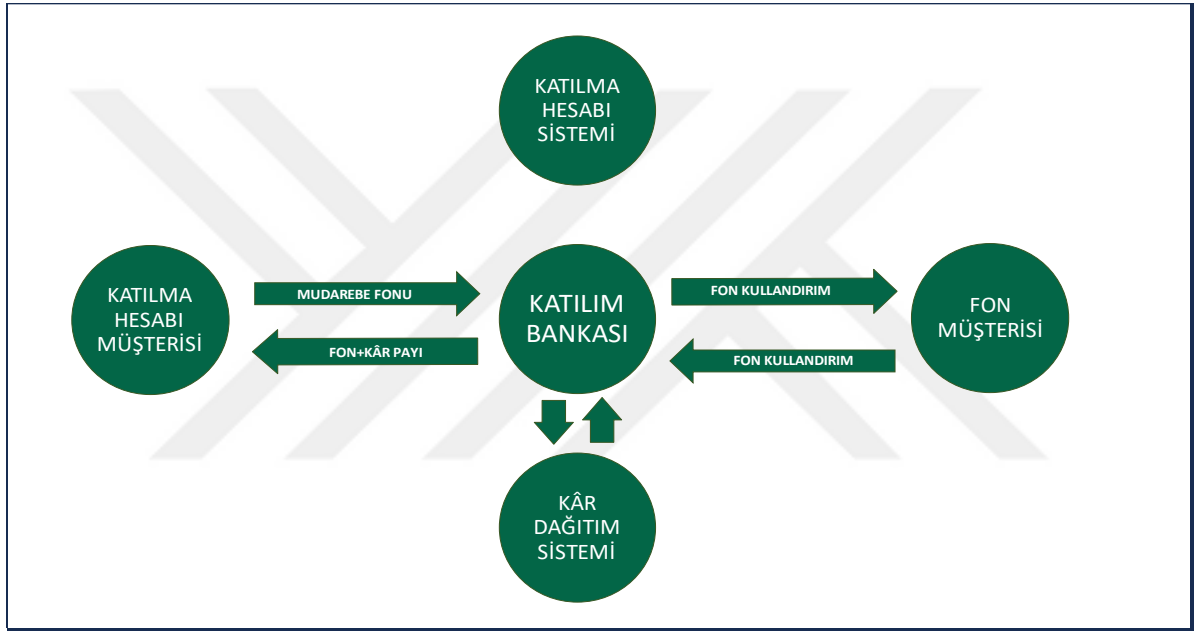 KATILMA
HESABI
SİSTEMİ
KATILMA
HESABI
MÜŞTERİSİ
MUDAREBE FONU
FON+KÂR PAYI
KATILIM
BANKASI
FON KULLANDIRIM
FON KULLANDIRIM
FON
MÜŞTERİSİ
KÂR
DAĞITIM
SİSTEMİ